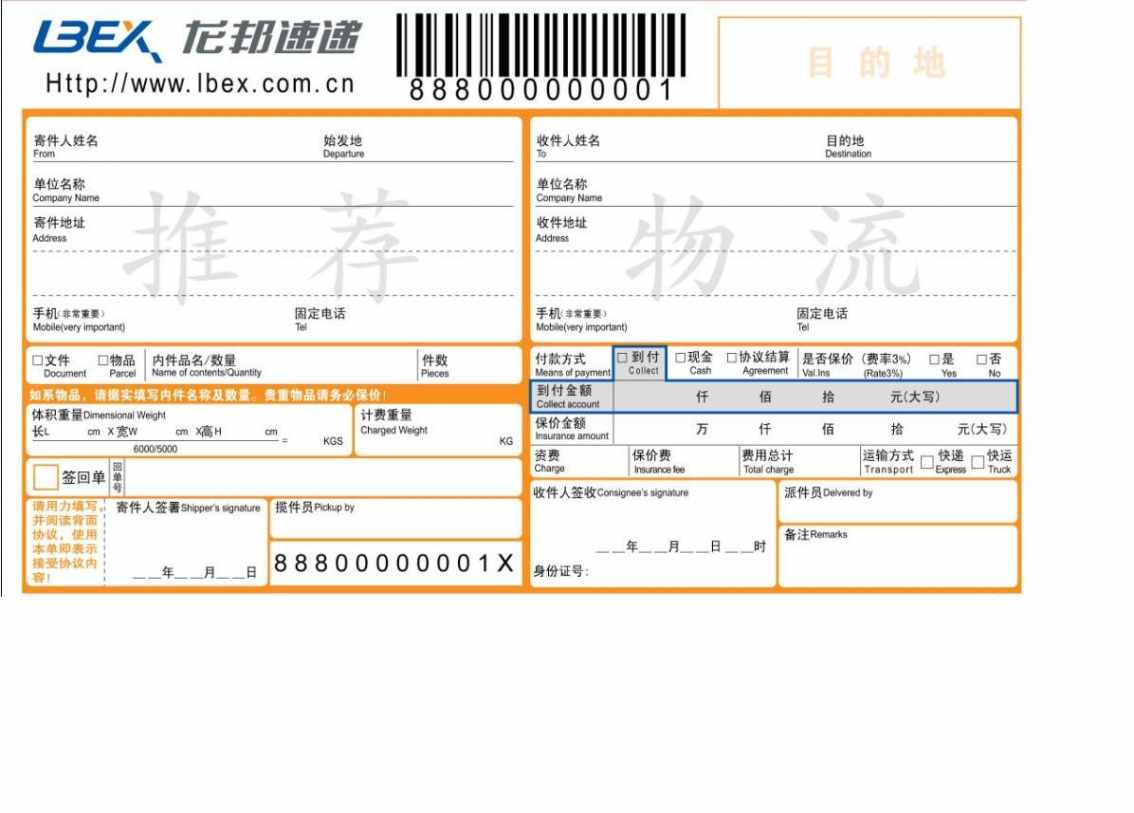 LBEX 龙邦速递
Http://www.lbex.com.cn
888000000001
目的地
寄件人姓名 始发地
From Departure
单位名称
Company Name
寄件地址
Address
推荐
手机(非常重要) 固定电话
Mobile(very important) Tel
收件人姓名 目的地
To Destination
单位名称
Company Name
收件地址
Address
物流
手机(非常重要) 固定电话
Mobile(very important) Tel
□文件 □物品 内件品名/数量 件数
Document Parcel Name of contents/Quantity Pieces
如系物品, 请据实填写内件名称及数量。贵重物品请务必保价!
体积重量Dimensional Weight
长L cm X宽W cm X高H cm = KGS
6000/5000
计费重量
Charged Weight KG
签回单 回单号
请用力填写,
并阅读背面
协议, 使用
本单即表示
接受协议内
容!
寄件人签署Shipper's signature
__ __年__ __月__ __日
揽件员Pickup by
88800000001X
付款方式 □到付 □现金 □协议结算 是否保价 (费率3%) □是 □否
Means of payment Collect Cash Agreement Val.Ins (Rate3%) Yes No
到付金额 仟 佰 拾 元(大写)
Collect account
保价金额 万 仟 佰 拾 元(大写)
Insurance amount
资费 保价费 费用总计 运输方式 □快递 □快运
Charge Insurance fee Total charge Transport Express Truck
收件人签收Consignee's signature
__ __年__ __月__ __日__ __时
身份证号:
派件员Delivered by
备注Remarks